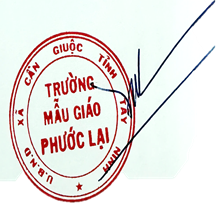 U.B.N.D XÃ CẦN GIUỘC TỈNH TÂY NINH
TRƯỜNG
MẪU GIÁO
PHƯỚC LẠI